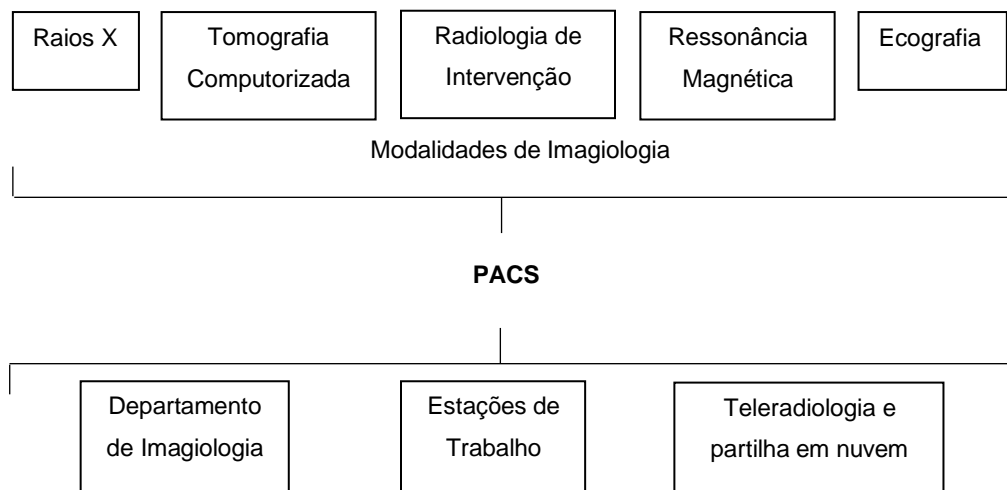 Raios X
Tomografia
Computorizada
Radiologia de
Intervenção
Ressonância
Magnética
Ecografia
Modalidades de Imagiologia
PACS
Departamento
de Imagiologia
Estações de
Trabalho
Teleradiologia e
partilha em nuvem